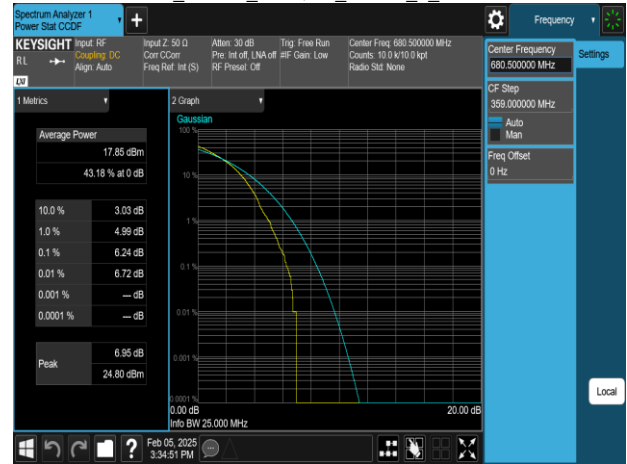 Spectrum Analyzer 1
Power Stat CCDF
Frequency
KEYSIGHT
RL
LXI
Input: RF
Coupling: DC
Align: Auto
Input Z: 50 Ω
Corr CCorr
Freq Ref: Int (S)
Atten: 30 dB
Pre: Int off, LNA off
RF Presel: Off
Trig: Free Run
#IF Gain: Low
Center Freq: 680.500000 MHz
Counts: 10.0 k/10.0 kpt
Radio Std: None
Center Frequency
680.500000 MHz
Settings
CF Step
359.000000 MHz
Auto
Man
Freq Offset
0 Hz
1 Metrics
Average Power
17.85 dBm
43.18 % at 0 dB
10.0 % 3.03 dB
1.0 % 4.99 dB
0.1 % 6.24 dB
0.01 % 6.72 dB
0.001 % --- dB
0.0001 % --- dB
Peak
6.95 dB
24.80 dBm
2 Graph
Gaussian
100 %
10 %
1 %
0.1 %
0.01 %
0.001 %
0.0001 %
0.00 dB 20.00 dB
Info BW 25.000 MHz
Local
?
Feb 05, 2025
3:34:51 PM